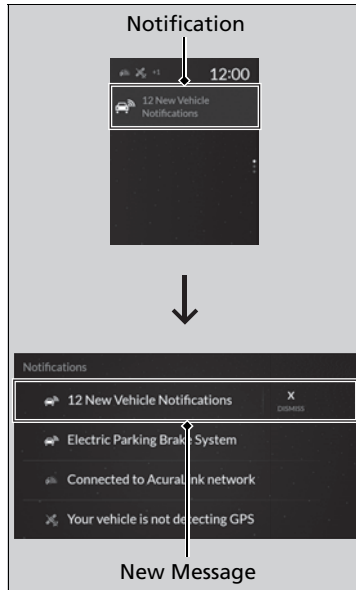 Notification
+1 12:00
12 New Vehicle
Notifications
Notifications
12 New Vehicle Notifications
X
DISMISS
Electric Parking Brake System
Connected to AcuraLink network
Your vehicle is not detecting GPS
New Message